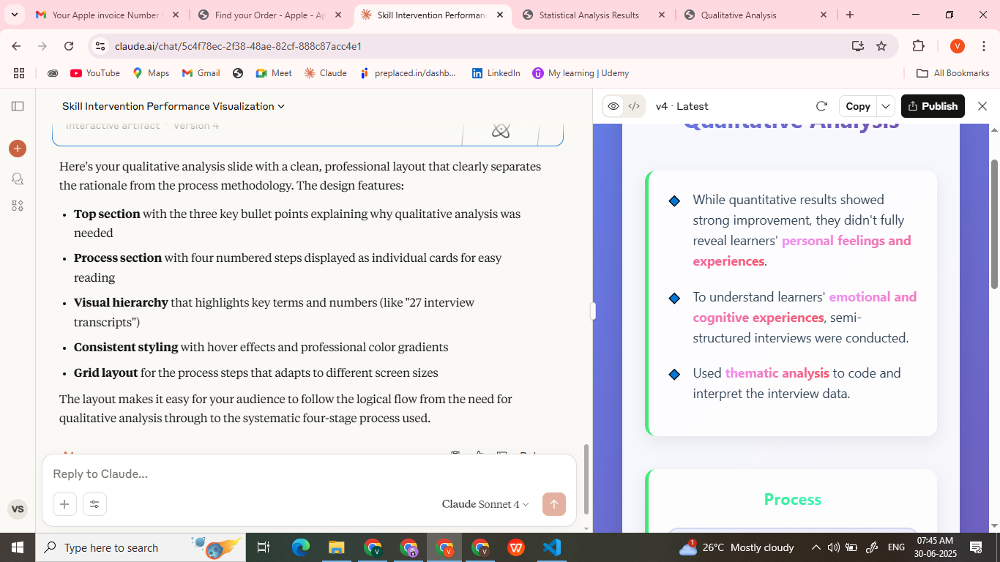 Your Apple invoice Number
Find your Order - Apple - Ap
Skill Intervention Performanc
Statistical Analysis Results
Qualitative Analysis
claude.ai/chat/5c4f78ec-2f38-48ae-82cf-888c87acc4e1
V
YouTube
Maps
Gmail
Meet
Claude
preplaced.in/dashb...
LinkedIn
My learning | Udemy
All Bookmarks
Skill Intervention Performance Visualization
Interactive artifact · Version 4
Here's your qualitative analysis slide with a clean, professional layout that clearly separates
the rationale from the process methodology. The design features:
• Top section with the three key bullet points explaining why qualitative analysis was
needed
• Process section with four numbered steps displayed as individual cards for easy
reading
• Visual hierarchy that highlights key terms and numbers (like "27 interview
transcripts")
• Consistent styling with hover effects and professional color gradients
• Grid layout for the process steps that adapts to different screen sizes
The layout makes it easy for your audience to follow the logical flow from the need for
qualitative analysis through to the systematic four-stage process used.
Reply to Claude...
Claude Sonnet 4
VS
v4 · Latest
Copy
Publish
Qualitative Analysis
While quantitative results showed
strong improvement, they didn't fully
reveal learners' personal feelings and
experiences.
To understand learners' emotional and
cognitive experiences, semi-
structured interviews were conducted.
Used thematic analysis to code and
interpret the interview data.
Process
Type here to search
26°C Mostly cloudy
ENG
07:45 AM
30-06-2025